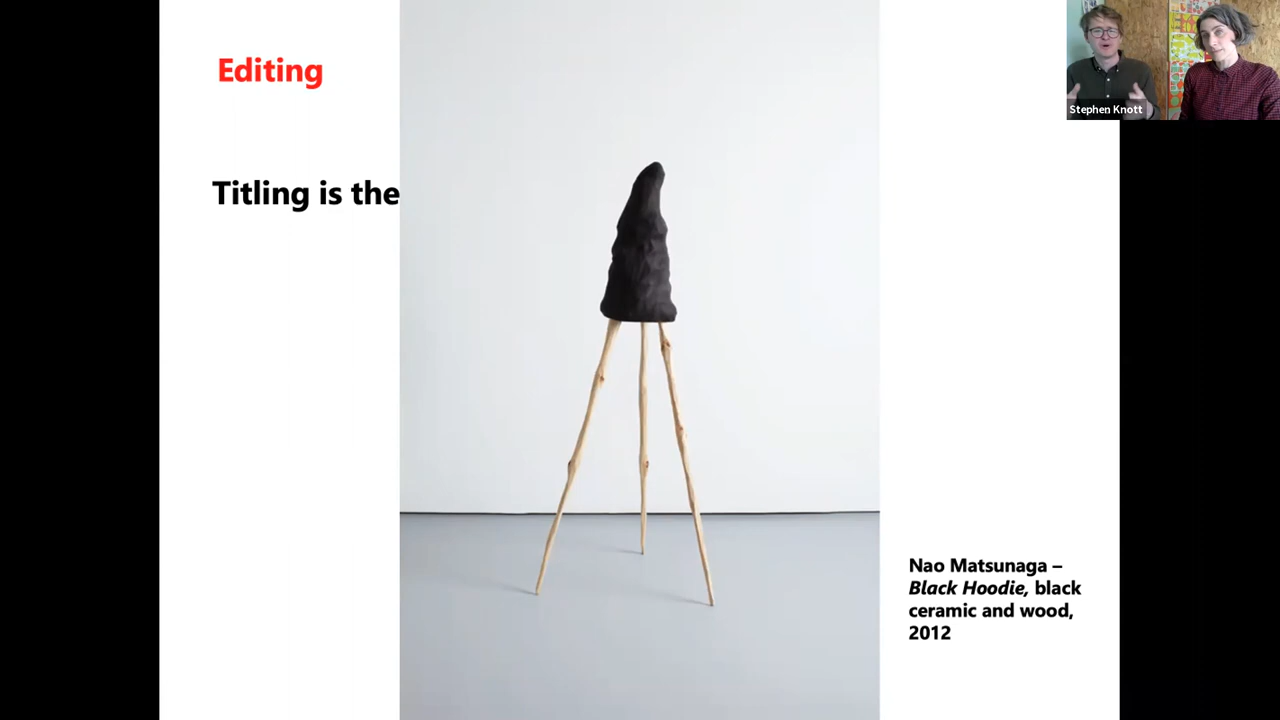 Editing
Stephen Knott
Titling is the
Nao Matsunaga –
Black Hoodie, black
ceramic and wood,
2012